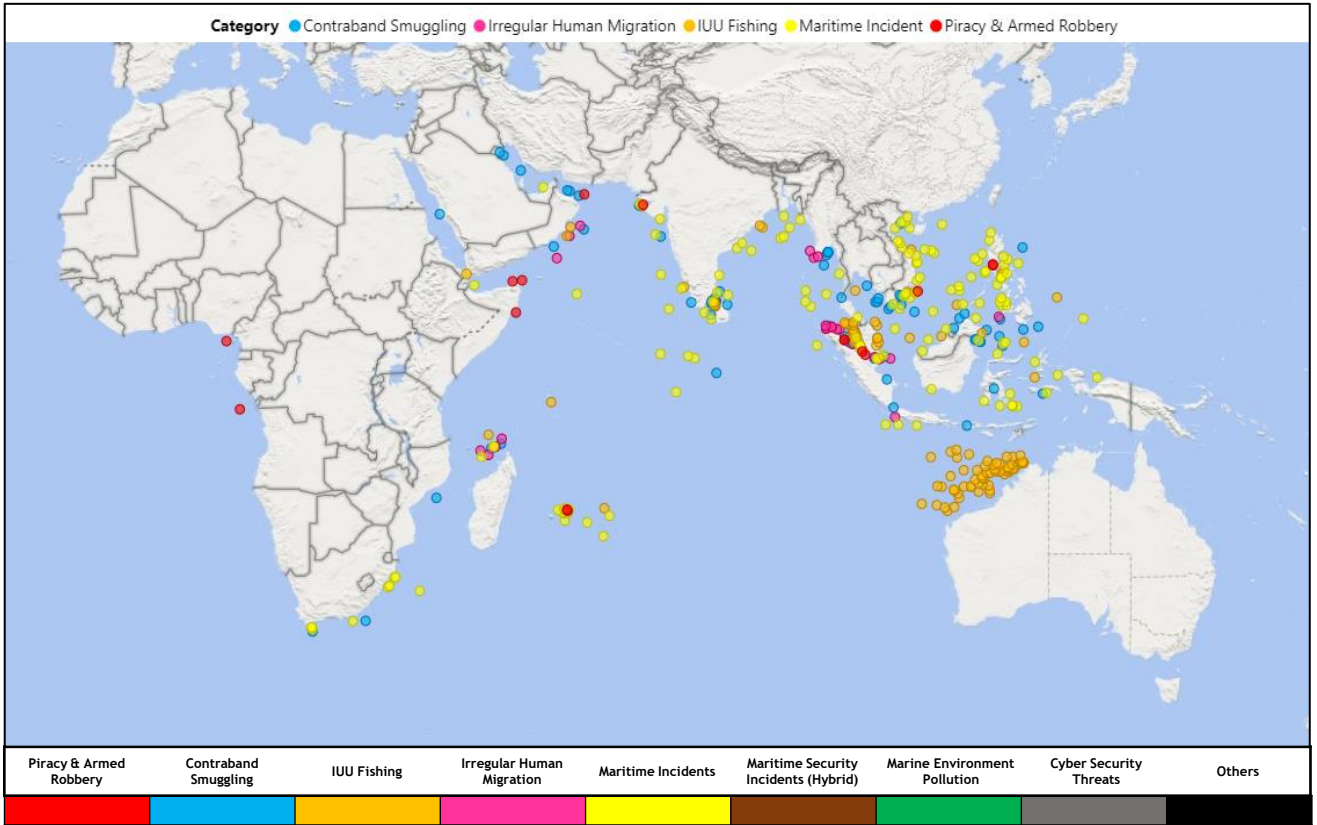 Category Contraband Smuggling Irregular Human Migration IUU Fishing Maritime Incident Piracy & Armed Robbery
Piracy & Armed
Robbery
Contraband
Smuggling
IUU Fishing
Irregular Human
Migration
Maritime Incidents
Maritime Security
Incidents (Hybrid)
Marine Environment
Pollution
Cyber Security
Threats
Others